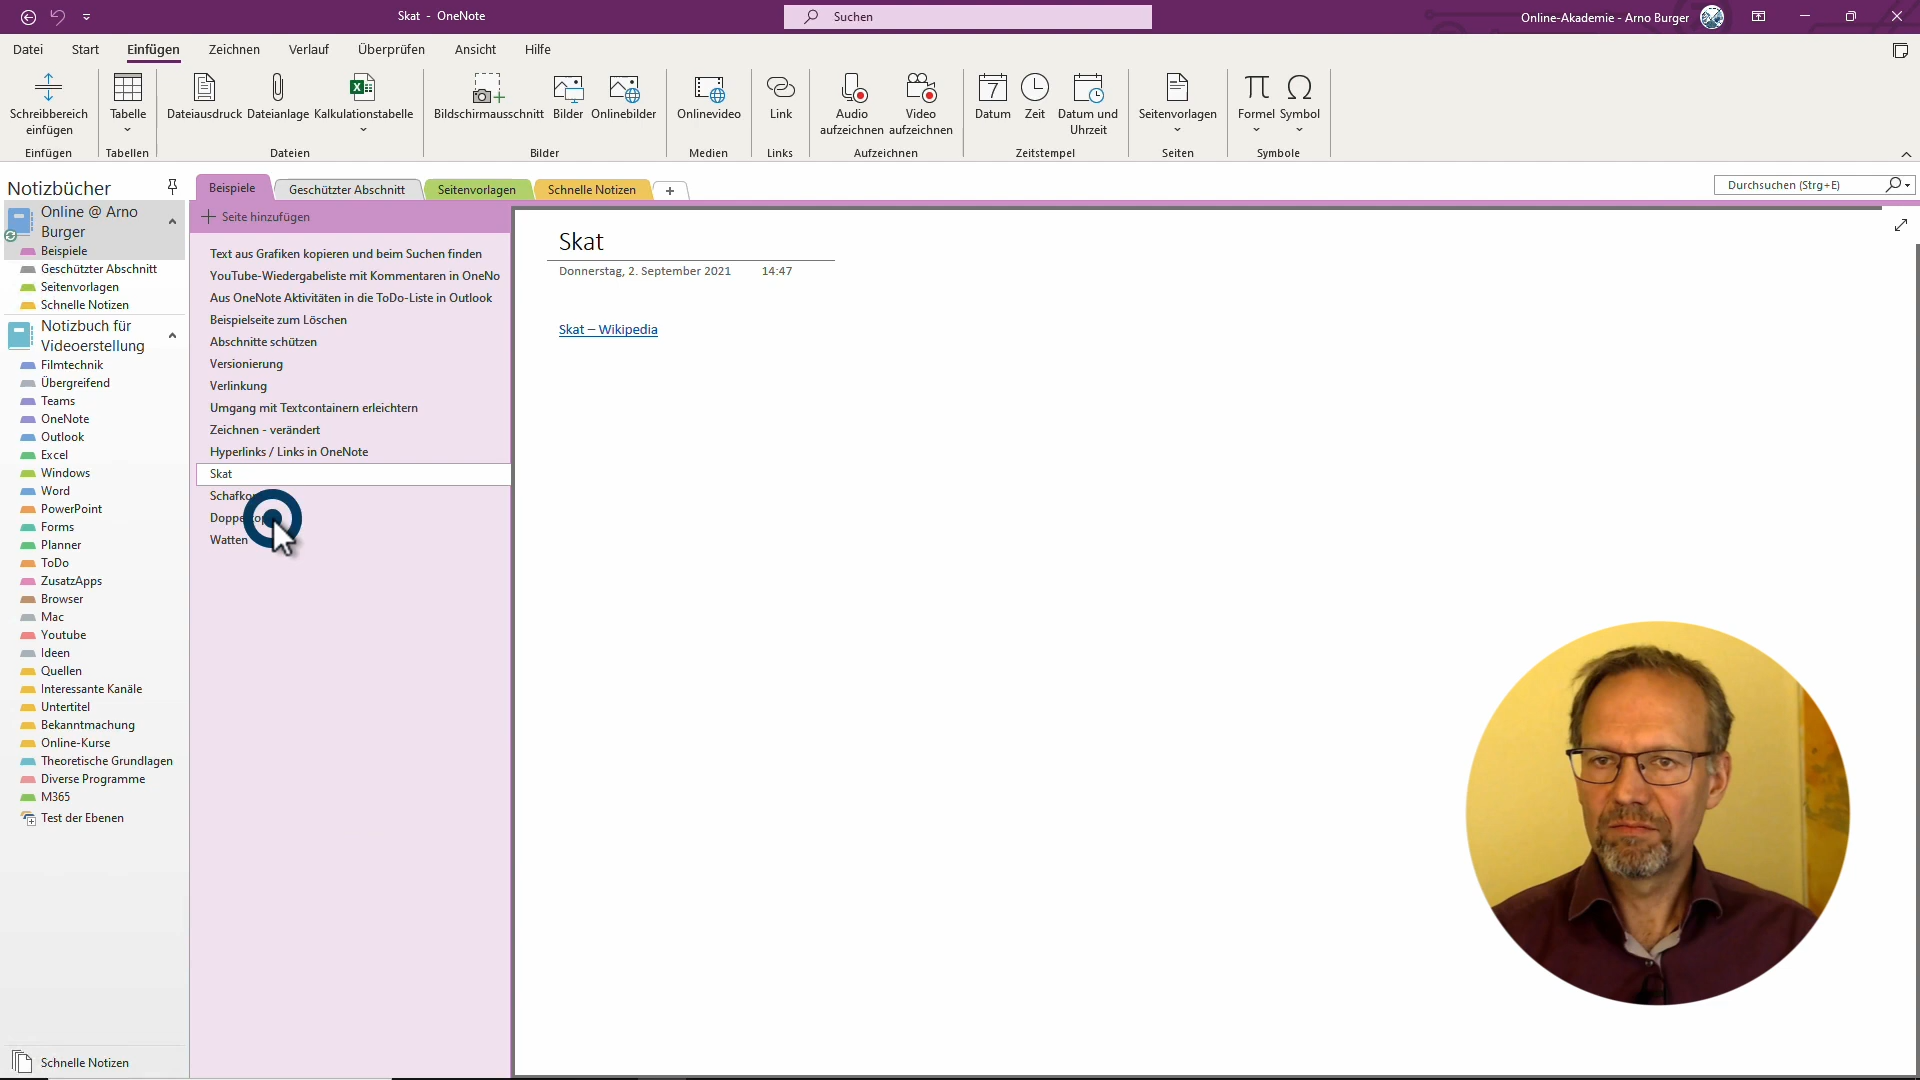 Skat - OneNote
Suchen
Online-Akademie - Arno Burger
Datei Start Einfügen Zeichnen Verlauf Überprüfen Ansicht Hilfe
Schreibbereich einfügen
Tabelle
Dateiausdruck
Dateianlage
Kalkulationstabelle
Bildschirmausschnitt
Bilder
Onlinebilder
Onlinevideo
Link
Audio aufzeichnen
Video aufzeichnen
7
Datum
Zeit
Datum und Uhrzeit
Seitenvorlagen
Formel
Symbol
Einfügen Tabellen Dateien Bilder Medien Links Aufzeichnen Zeitstempel Seiten Symbole
Notizbücher
Beispiele Geschützter Abschnitt Seitenvorlagen Schnelle Notizen +
Durchsuchen (Strg+E)
Online @ Arno
Burger
Beispiele
Geschützter Abschnitt
Seitenvorlagen
Schnelle Notizen
Notizbuch für
Videoerstellung
Filmtechnik
Übergreifend
Teams
OneNote
Outlook
Excel
Windows
Word
PowerPoint
Forms
Planner
ToDo
ZusatzApps
Browser
Mac
Youtube
Ideen
Quellen
Interessante Kanäle
Untertitel
Bekanntmachung
Online-Kurse
Theoretische Grundlagen
Diverse Programme
M365
Test der Ebenen
Schnelle Notizen
Seite hinzufügen
Text aus Grafiken kopieren und beim Suchen finden
YouTube-Wiedergabeliste mit Kommentaren in OneNo
Aus OneNote Aktivitäten in die ToDo-Liste in Outlook
Beispielseite zum Löschen
Abschnitte schützen
Versionierung
Verlinkung
Umgang mit Textcontainern erleichtern
Zeichnen - verändert
Hyperlinks / Links in OneNote
Skat
Watten
Skat
Donnerstag, 2. September 2021 14:47
Skat – Wikipedia